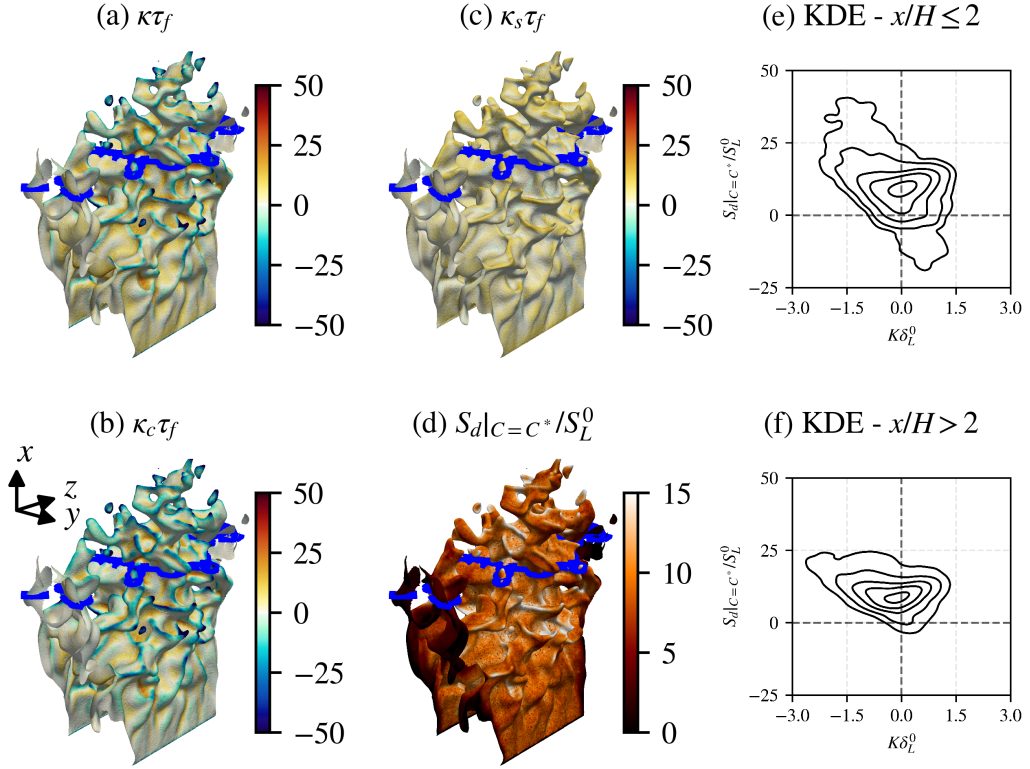 (a) κτ_f
50
25
0
−25
−50
(c) κ_sτ_f
50
25
0
−25
−50
(e) KDE - x/H ≤ 2
50
25
0
−25
−3.0 −1.5 0.0 1.5 3.0
S_d|_{C=C*}/S_L^0
Kδ_L^0
(b) κ_cτ_f
x
z
y
50
25
0
−25
−50
(d) S_d|_{C=C*}/S_L^0
15
10
5
0
(f) KDE - x/H > 2
50
25
0
−25
−3.0 −1.5 0.0 1.5 3.0
S_d|_{C=C*}/S_L^0
Kδ_L^0